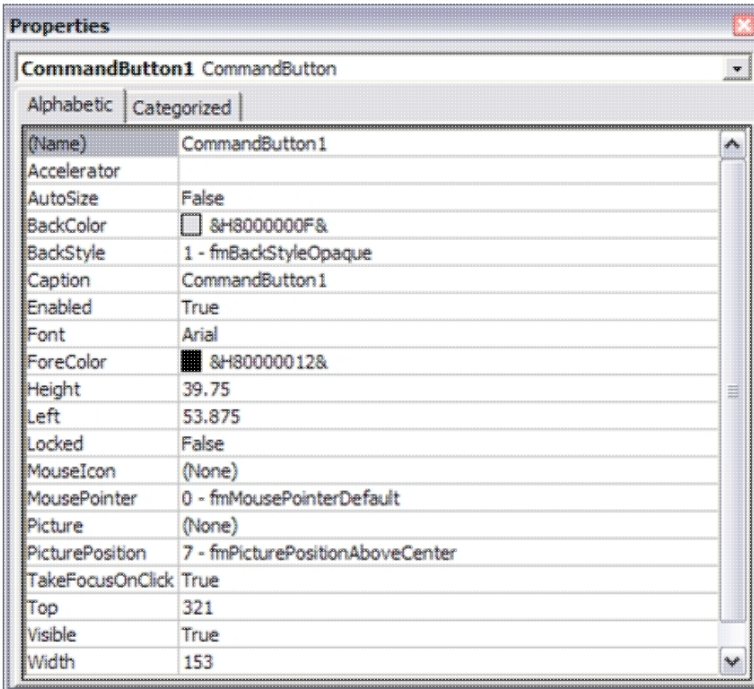 Properties
CommandButton1 CommandButton
Alphabetic Categorized
(Name) CommandButton1
Accelerator
AutoSize False
BackColor &H8000000F&
BackStyle 1 - fmBackStyleOpaque
Caption CommandButton1
Enabled True
Font Arial
ForeColor &H80000012&
Height 39.75
Left 53.875
Locked False
MouseIcon (None)
MousePointer 0 - fmMousePointerDefault
Picture (None)
PicturePosition 7 - fmPicturePositionAboveCenter
TakeFocusOnClick True
Top 321
Visible True
Width 153